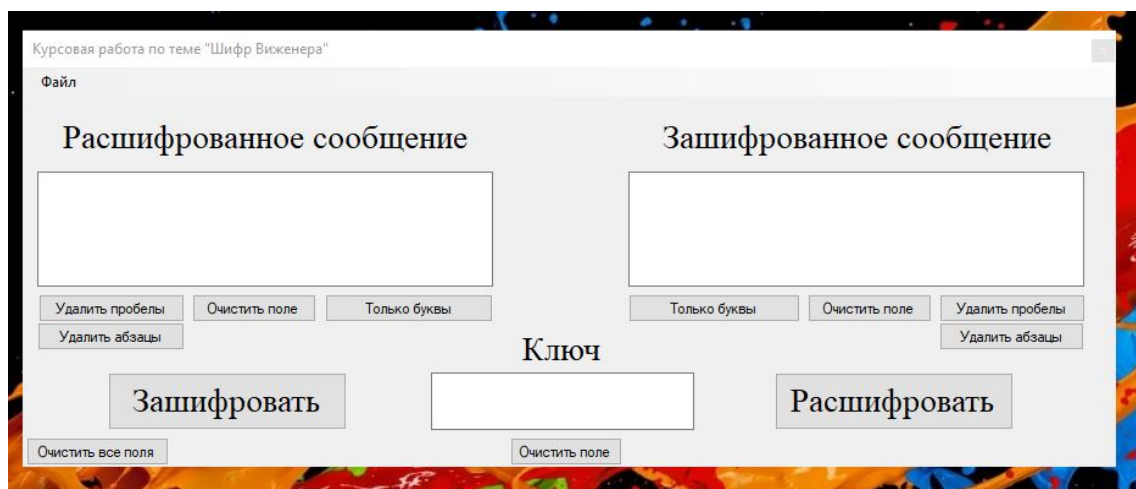 Курсовая работа по теме "Шифр Виженера"
Файл
Расшифрованное сообщение Зашифрованное сообщение
Удалить пробелы Очистить поле Только буквы Только буквы Очистить поле Удалить пробелы
Удалить абзацы Удалить абзацы
Ключ
Зашифровать Расшифровать
Очистить все поля Очистить поле